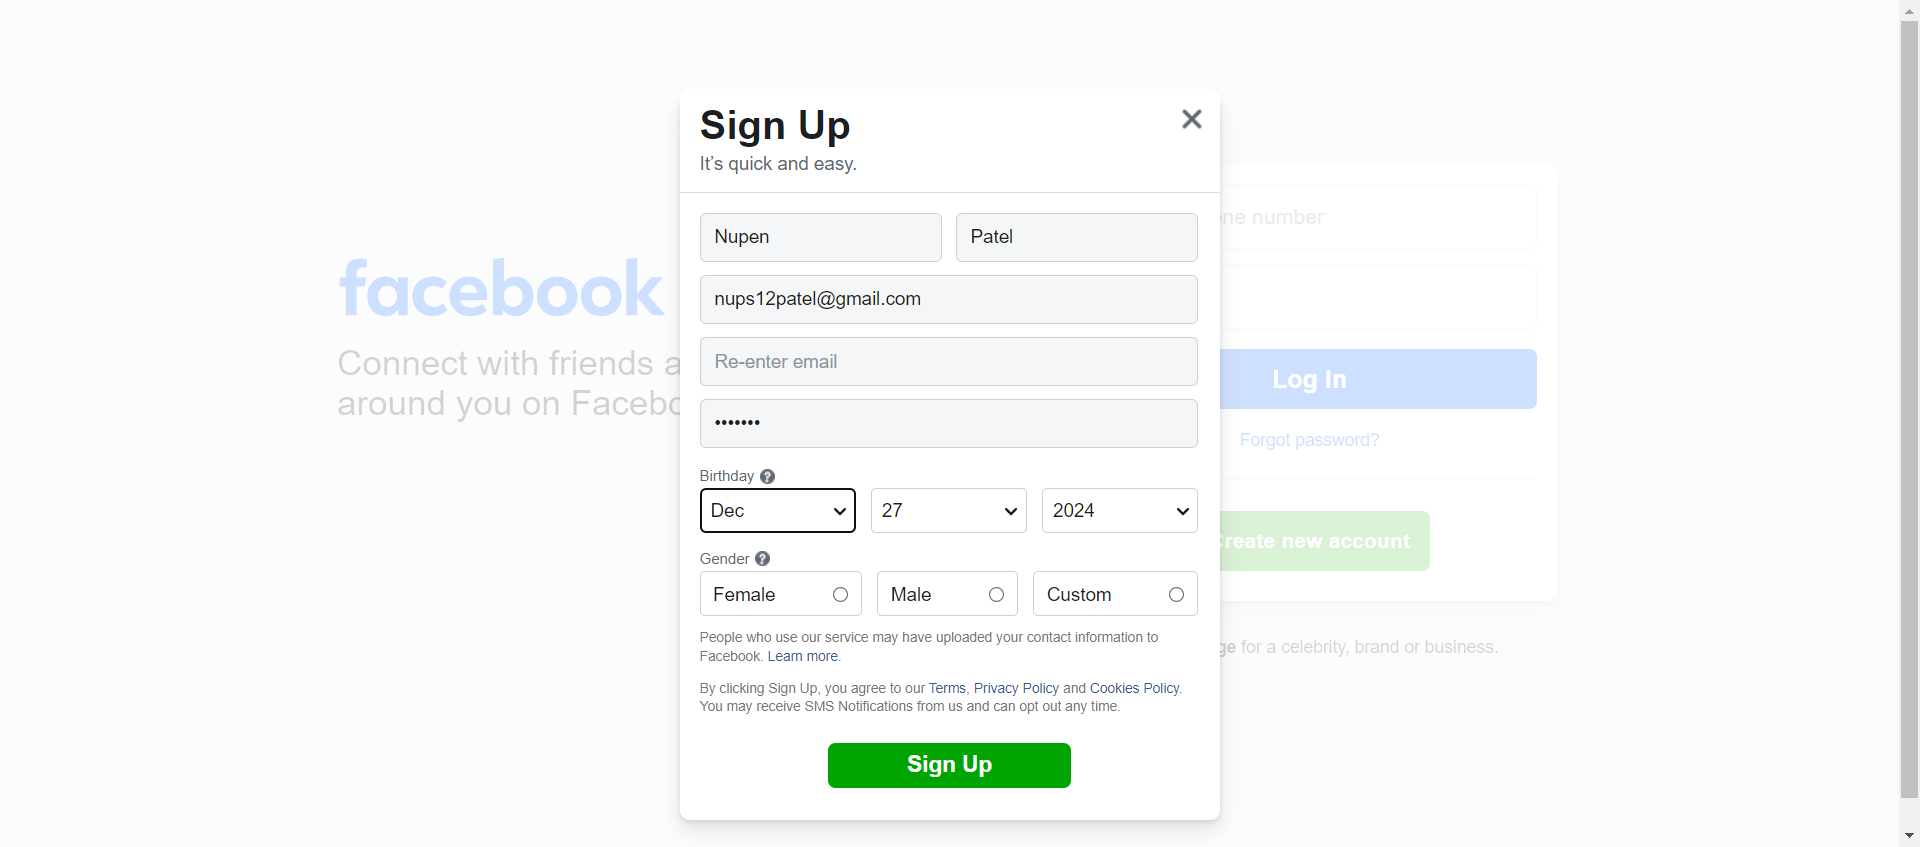 Sign Up
It's quick and easy.
Nupen Patel
nups12patel@gmail.com
Re-enter email
•••••••
Birthday ?
Dec 27 2024
Gender ?
Female Male Custom
People who use our service may have uploaded your contact information to
Facebook. Learn more.
By clicking Sign Up, you agree to our Terms, Privacy Policy and Cookies Policy.
You may receive SMS Notifications from us and can opt out any time.
Sign Up
facebook
Connect with friends a
around you on Facebo
ne number
Log In
Forgot password?
Create new account
ge for a celebrity, brand or business.